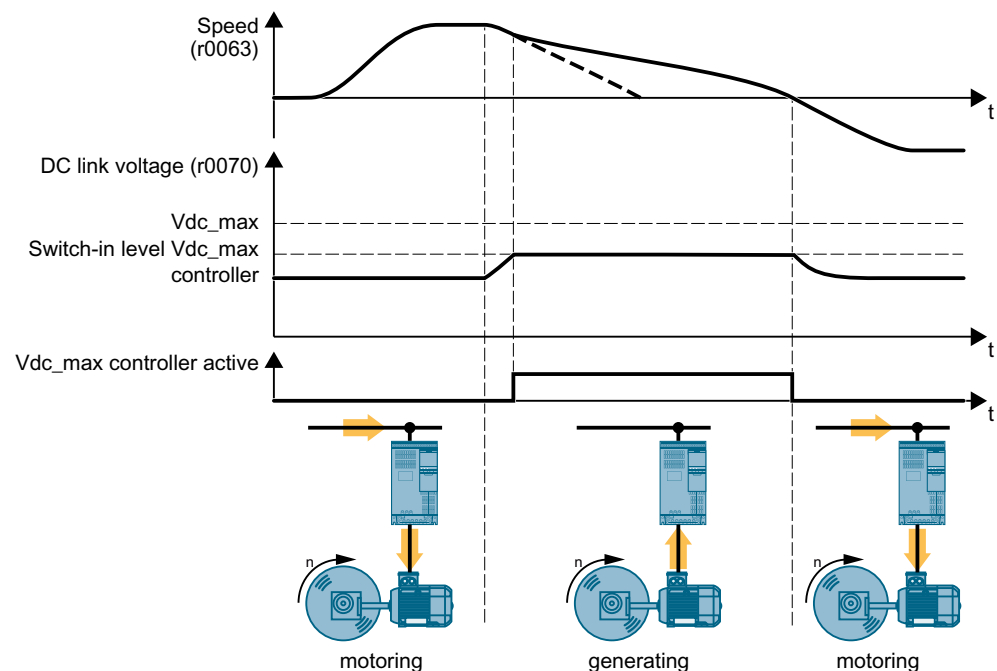 Speed
(r0063)
t
DC link voltage (r0070)
Vdc_max
Switch-in level Vdc_max
controller
t
Vdc_max controller active
t
n
n
n
motoring
generating
motoring